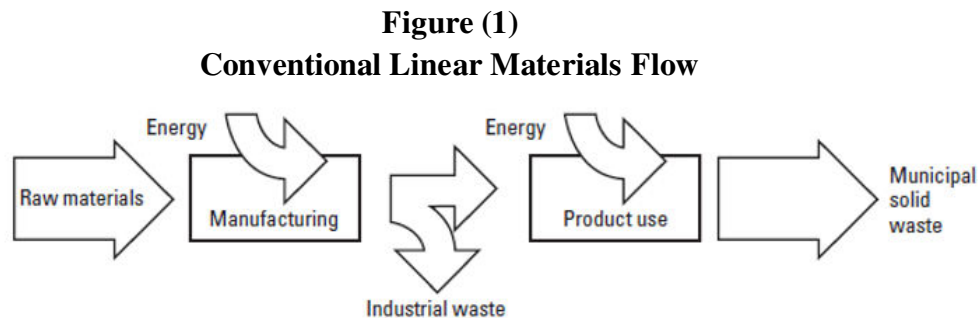 Figure (1)
Conventional Linear Materials Flow
Energy
Energy
Raw materials
Manufacturing
Product use
Municipal
solid
waste
Industrial waste